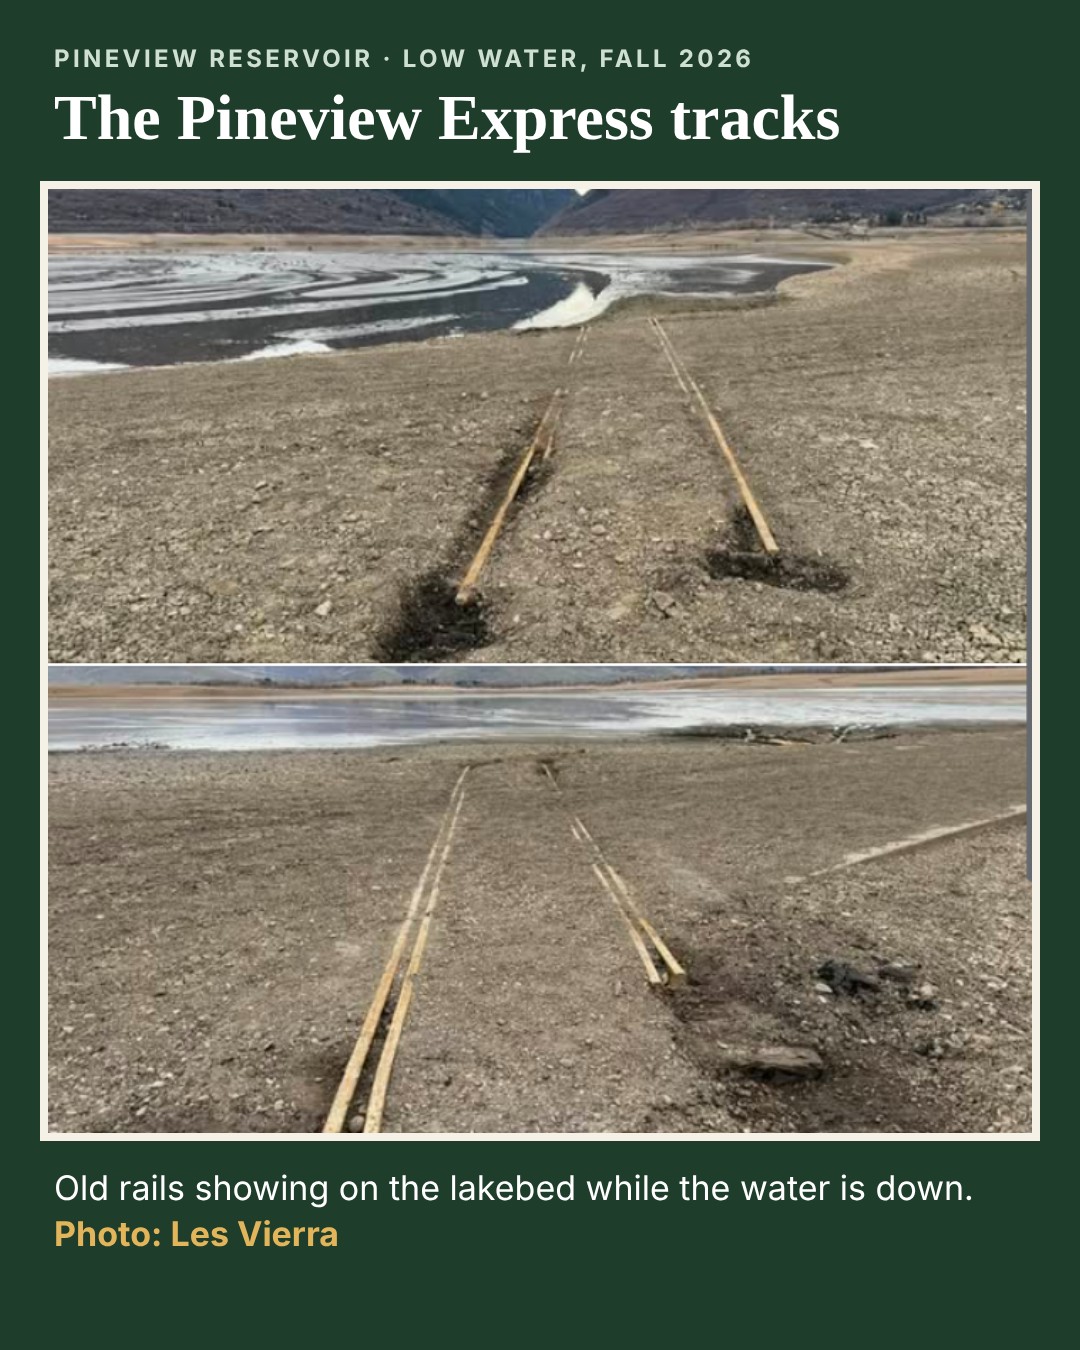 PINEVIEW RESERVOIR · LOW WATER, FALL 2026
The Pineview Express tracks
Old rails showing on the lakebed while the water is down.
Photo: Les Vierra